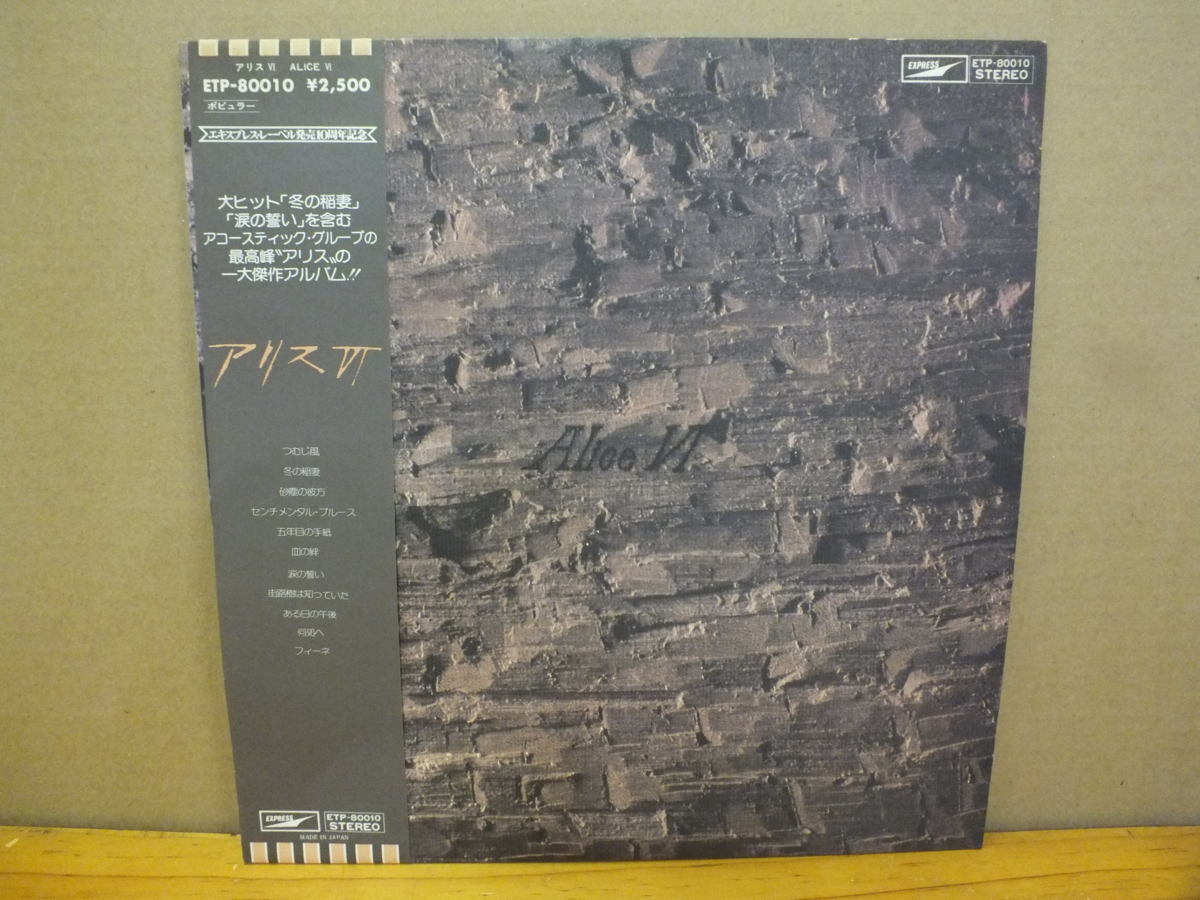 アリス Ⅵ ALICE Ⅵ
ETP-80010 ¥2,500
ポピュラー
エキスプレス・レーベル発売10周年記念
大ヒット「冬の稲妻」
「涙の誓い」を含む
アコースティック・グループの
最高峰〝アリス〟の
一大傑作アルバム!!
アリス Ⅵ
つむじ風
冬の稲妻
砂塵の彼方
センチメンタル・ブルース
五年目の手紙
血の絆
涙の誓い
街路樹は知っていた
ある日の午後
何処へ
フィーネ
EXPRESS ETP-80010
STEREO
MADE IN JAPAN
EXPRESS ETP-80010
STEREO
Alice VI